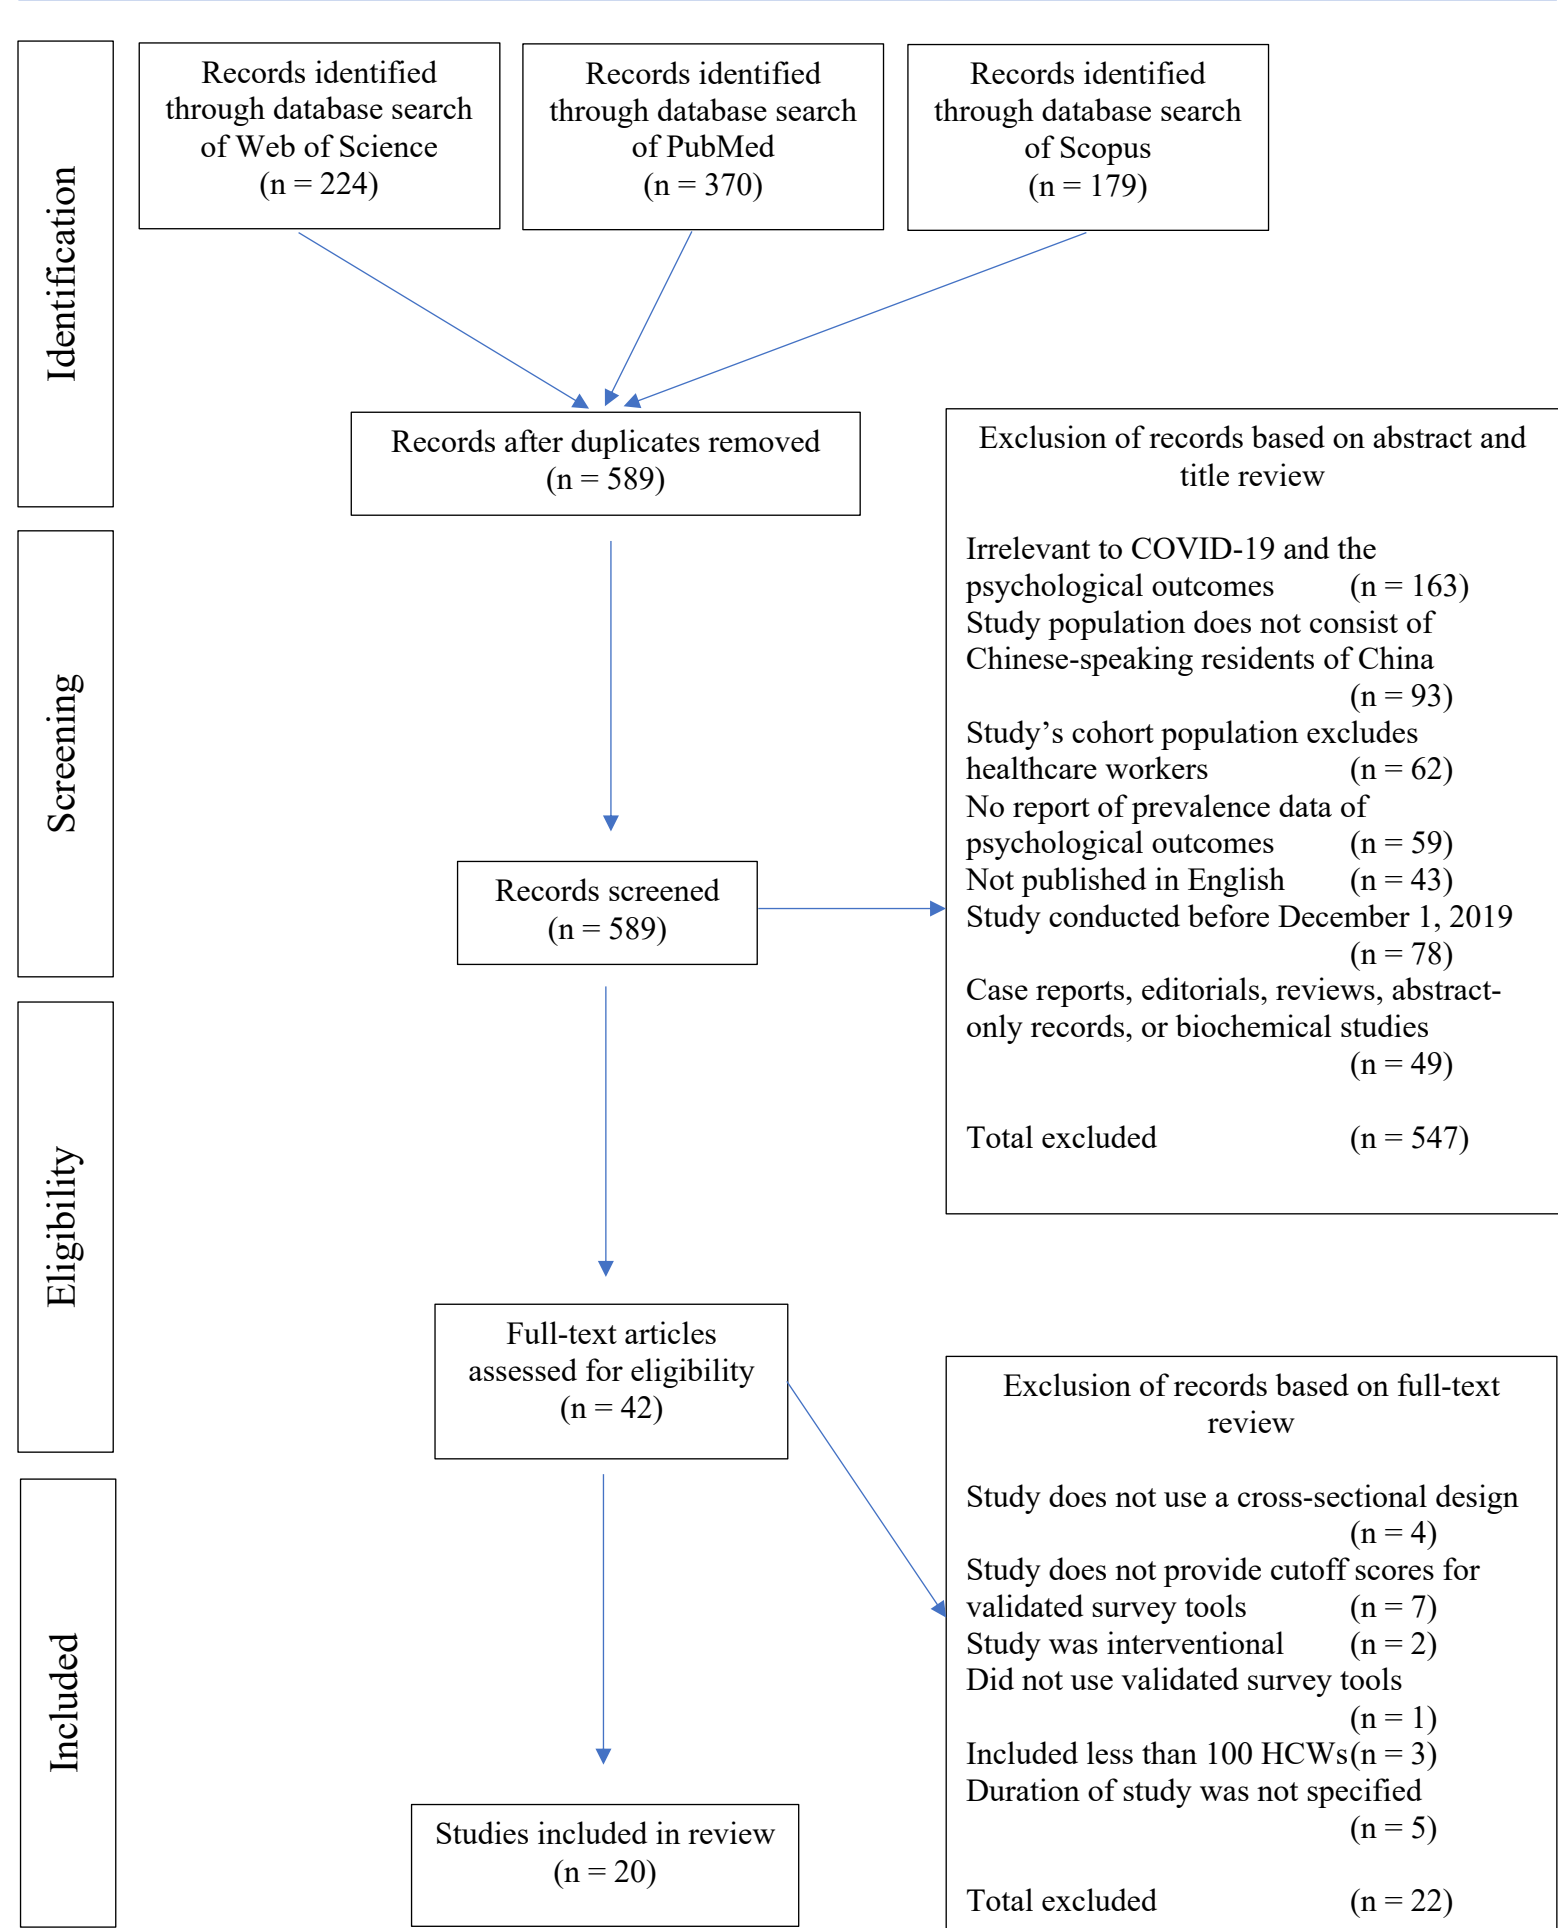 Identification
Records identified
through database search
of Web of Science
(n = 224)
Records identified
through database search
of PubMed
(n = 370)
Records identified
through database search
of Scopus
(n = 179)
Records after duplicates removed
(n = 589)
Screening
Records screened
(n = 589)
Exclusion of records based on abstract and
title review
Irrelevant to COVID-19 and the
psychological outcomes (n = 163)
Study population does not consist of
Chinese-speaking residents of China
(n = 93)
Study’s cohort population excludes
healthcare workers (n = 62)
No report of prevalence data of
psychological outcomes (n = 59)
Not published in English (n = 43)
Study conducted before December 1, 2019
(n = 78)
Case reports, editorials, reviews, abstract-
only records, or biochemical studies
(n = 49)
Total excluded (n = 547)
Eligibility
Full-text articles
assessed for eligibility
(n = 42)
Exclusion of records based on full-text
review
Study does not use a cross-sectional design
(n = 4)
Study does not provide cutoff scores for
validated survey tools (n = 7)
Study was interventional (n = 2)
Did not use validated survey tools
(n = 1)
Included less than 100 HCWs(n = 3)
Duration of study was not specified
(n = 5)
Total excluded (n = 22)
Included
Studies included in review
(n = 20)